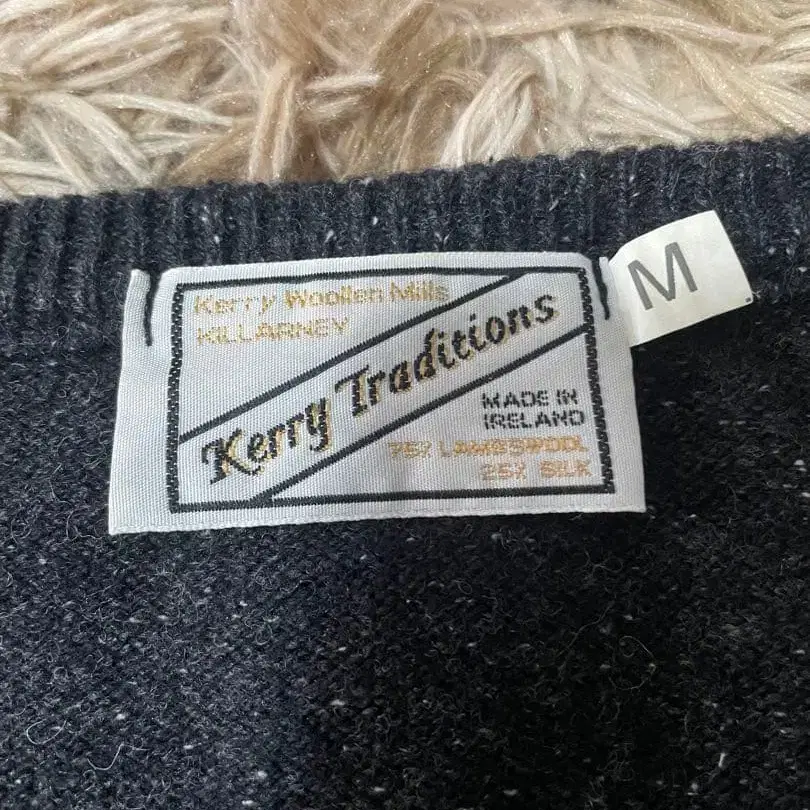 Kerry Woollen Mills
KILLARNEY
Kerry Traditions
MADE IN
IRELAND
75% LAMBSWOOL
25% SILK
M